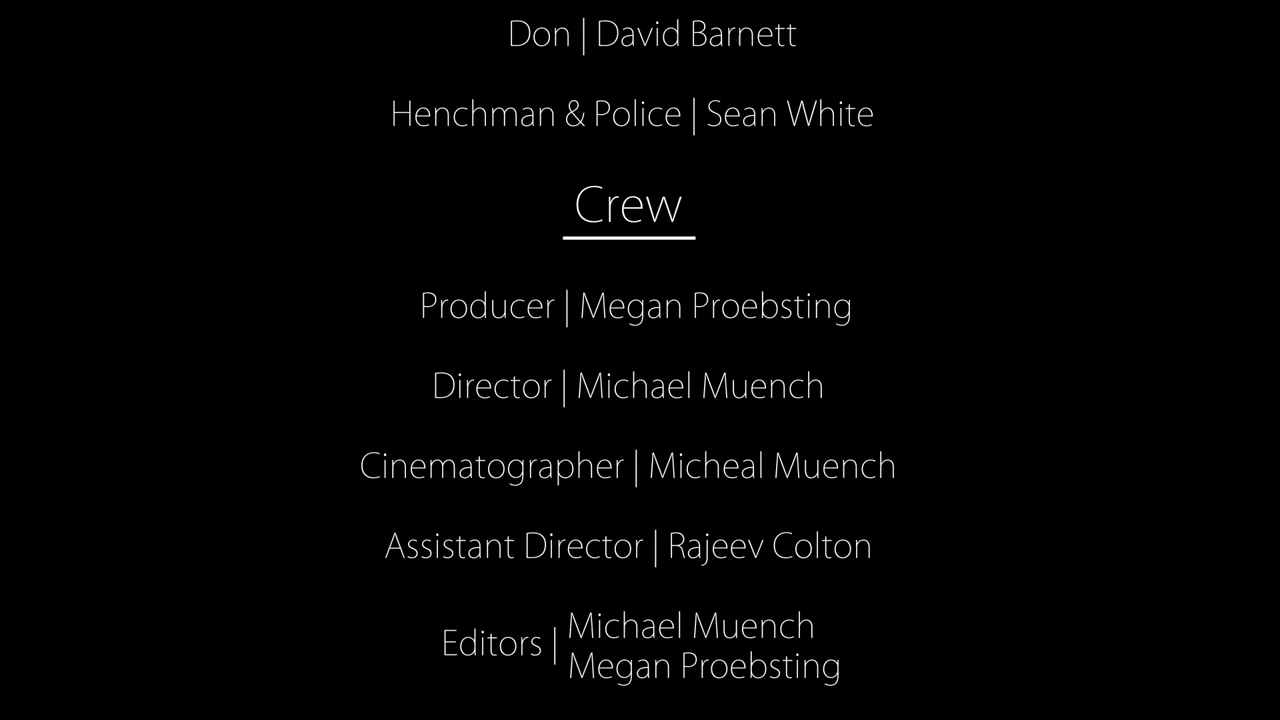 Don | David Barnett
Henchman & Police | Sean White
Crew
Producer | Megan Proebsting
Director | Michael Muench
Cinematographer | Micheal Muench
Assistant Director | Rajeev Colton
Editors | Michael Muench
Megan Proebsting